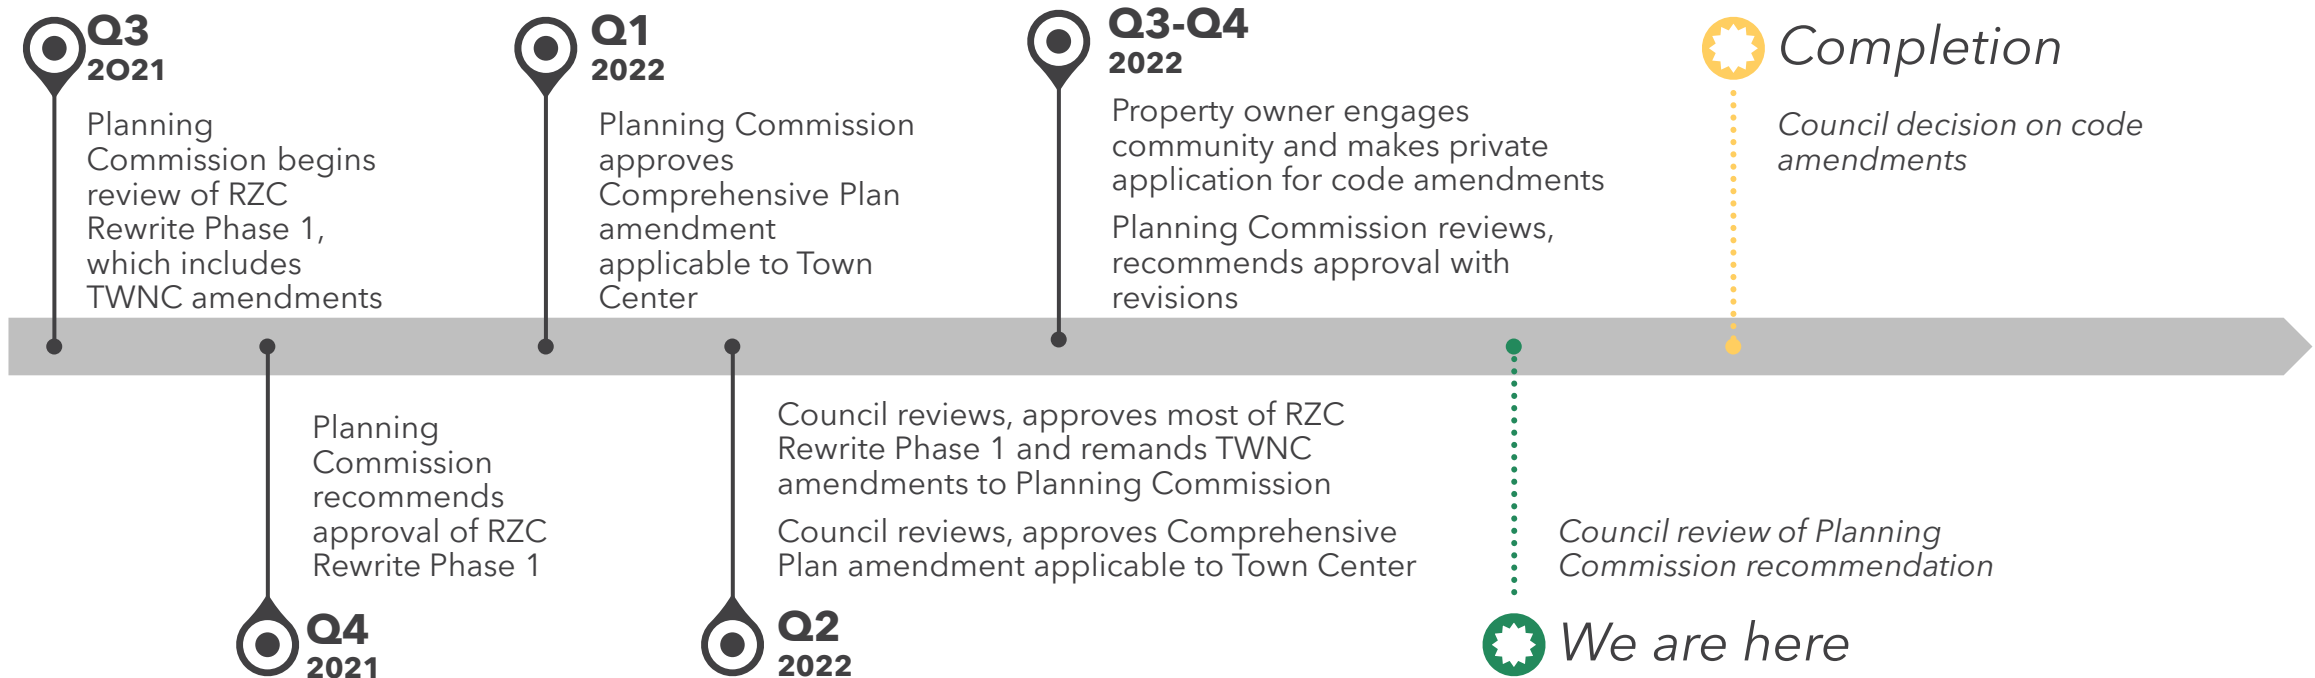 Q3
2021
Planning
Commission begins
review of RZC
Rewrite Phase 1,
which includes
TWNC amendments
Planning
Commission
recommends
approval of RZC
Rewrite Phase 1
Q4
2021
Q1
2022
Planning Commission
approves
Comprehensive Plan
amendment
applicable to Town
Center
Council reviews, approves most of RZC
Rewrite Phase 1 and remands TWNC
amendments to Planning Commission
Council reviews, approves Comprehensive
Plan amendment applicable to Town Center
Q2
2022
Q3-Q4
2022
Property owner engages
community and makes private
application for code amendments
Planning Commission reviews,
recommends approval with
revisions
Council review of Planning
Commission recommendation
We are here
Completion
Council decision on code
amendments